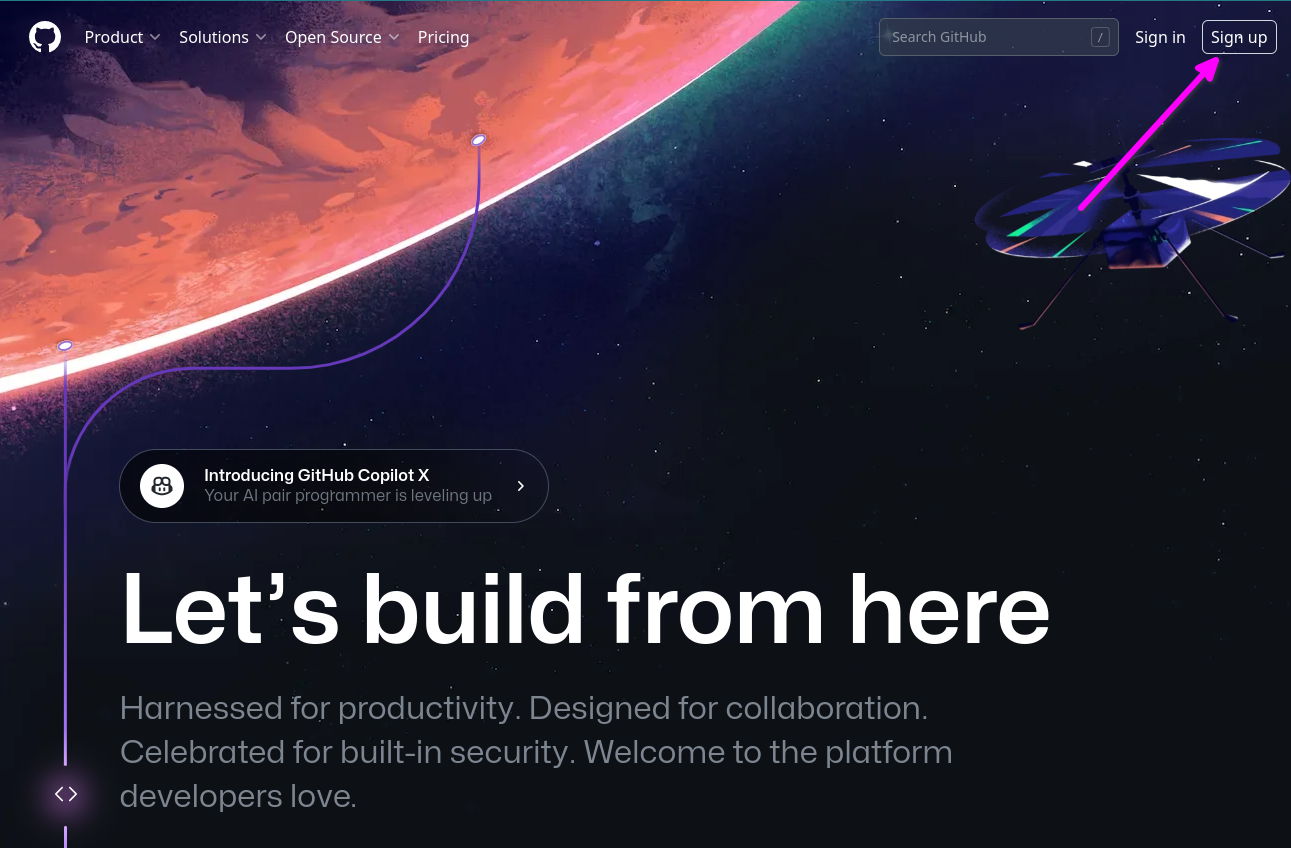 Product Solutions Open Source Pricing Search GitHub / Sign in Sign up
Introducing GitHub Copilot X
Your AI pair programmer is leveling up
Let’s build from here
Harnessed for productivity. Designed for collaboration.
Celebrated for built-in security. Welcome to the platform
developers love.